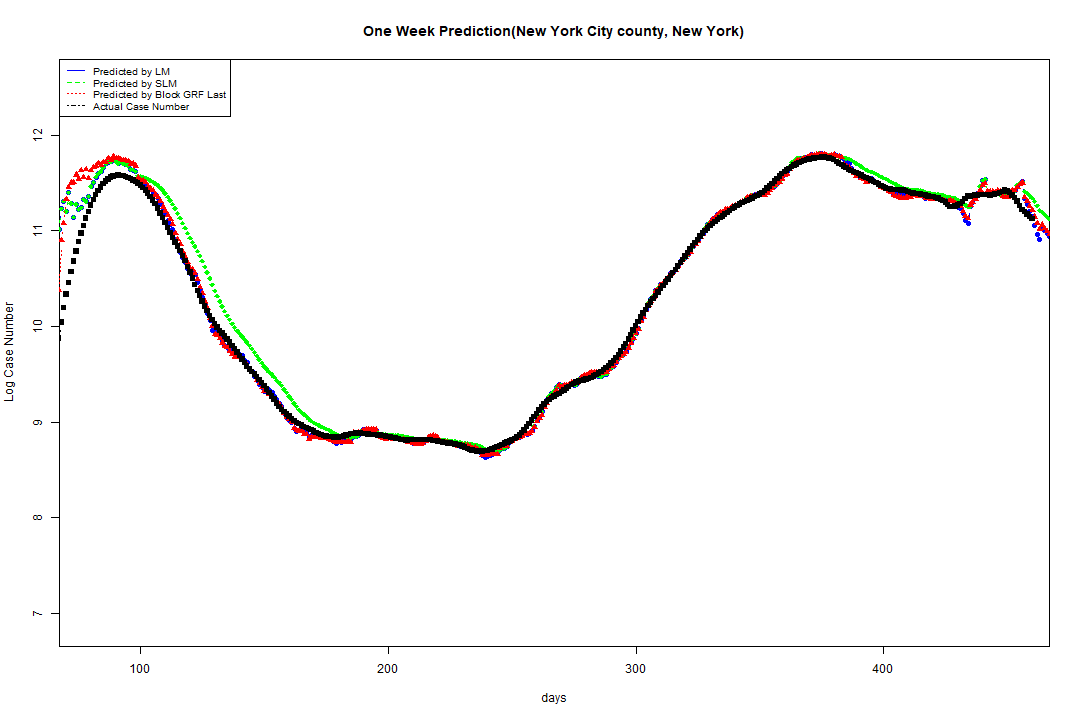 One Week Prediction(New York City county, New York)
Predicted by LM
Predicted by SLM
Predicted by Block GRF Last
Actual Case Number
12
11
10
9
8
7
Log Case Number
100 200 300 400
days